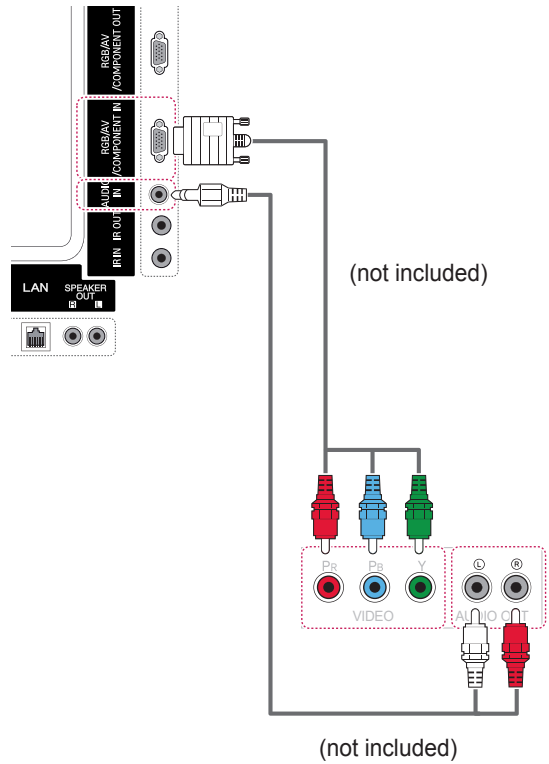 RGB/AV
/COMPONENT OUT
RGB/AV
/COMPONENT IN
AUDIO
IN
IR OUT
IR IN
LAN
SPEAKER
OUT
R L
(not included)
PR PB Y
VIDEO
L R
AUDIO OUT
(not included)